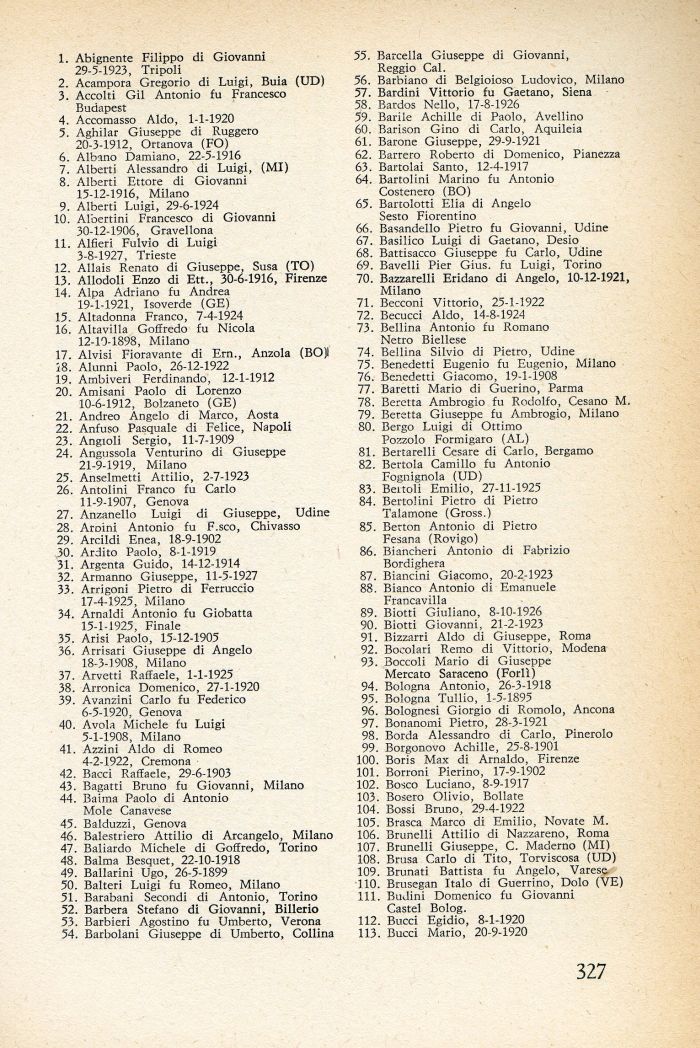 1. Abignente Filippo di Giovanni
29-5-1923, Tripoli
2. Acampora Gregorio di Luigi, Buia (UD)
3. Accolti Gil Antonio fu Francesco
Budapest
4. Accomasso Aldo, 1-1-1920
5. Aghilar Giuseppe di Ruggero
20-3-1912, Ortanova (FO)
6. Albano Damiano, 22-5-1916
7. Alberti Alessandro di Luigi, (MI)
8. Alberti Ettore di Giovanni
15-12-1916, Milano
9. Alberti Luigi, 29-6-1924
10. Albertini Francesco di Giovanni
30-12-1906, Gravellona
11. Alfieri Fulvio di Luigi
3-8-1927, Trieste
12. Allais Renato di Giuseppe, Susa (TO)
13. Allodoli Enzo di Ett., 30-6-1916, Firenze
14. Alpa Adriano fu Andrea
19-1-1921, Isoverde (GE)
15. Altadonna Franco, 7-4-1924
16. Altavilla Goffredo fu Nicola
12-10-1898, Milano
17. Alvisi Fioravante di Ern., Anzola (BO)
18. Alunni Paolo, 26-12-1922
19. Ambiveri Ferdinando, 12-1-1912
20. Amisani Paolo di Lorenzo
10-6-1912, Bolzaneto (GE)
21. Andreo Angelo di Marco, Aosta
22. Anfuso Pasquale di Felice, Napoli
23. Angioli Sergio, 11-7-1909
24. Angussola Venturino di Giuseppe
21-9-1919, Milano
25. Anselmetti Attilio, 2-7-1923
26. Antolini Franco fu Carlo
11-9-1907, Genova
27. Anzanello Luigi di Giuseppe, Udine
28. Aroini Antonio fu F.sco, Chivasso
29. Arcildi Enea, 18-9-1902
30. Ardito Paolo, 8-1-1919
31. Argenta Guido, 14-12-1914
32. Armanno Giuseppe, 11-5-1927
33. Arrigoni Pietro di Ferruccio
17-4-1925, Milano
34. Arnaldi Antonio fu Giobatta
15-1-1925, Finale
35. Arisi Paolo, 15-12-1905
36. Arrisari Giuseppe di Angelo
18-3-1908, Milano
37. Arvetti Raffaele, 1-1-1925
38. Arronica Domenico, 27-1-1920
39. Avanzini Carlo fu Federico
6-5-1920, Genova
40. Avola Michele fu Luigi
5-1-1908, Milano
41. Azzini Aldo di Romeo
4-2-1922, Cremona
42. Bacci Raffaele, 29-6-1903
43. Bagatti Bruno fu Giovanni, Milano
44. Baima Paolo di Antonio
Mole Canavese
45. Balduzzi, Genova
46. Balestriero Attilio di Arcangelo, Milano
47. Baliardo Michele di Goffredo, Torino
48. Balma Besquet, 22-10-1918
49. Ballarini Ugo, 26-5-1899
50. Balteri Luigi fu Romeo, Milano
51. Barabani Secondi di Antonio, Torino
52. Barbera Stefano di Giovanni, Billerio
53. Barbieri Agostino fu Umberto, Verona
54. Barbolani Giuseppe di Umberto, Collina
55. Barcella Giuseppe di Giovanni,
Reggio Cal.
56. Barbiano di Belgioioso Ludovico, Milano
57. Bardini Vittorio fu Gaetano, Siena
58. Bardos Nello, 17-8-1926
59. Barile Achille di Paolo, Avellino
60. Barison Gino di Carlo, Aquileia
61. Barone Giuseppe, 29-9-1921
62. Barrero Roberto di Domenico, Pianezza
63. Bartolai Santo, 12-4-1917
64. Bartolini Marino fu Antonio
Costenero (BO)
65. Bartolotti Elia di Angelo
Sesto Fiorentino
66. Basandello Pietro fu Giovanni, Udine
67. Basilico Luigi di Gaetano, Desio
68. Battisacco Giuseppe fu Carlo, Udine
69. Bavelli Pier Gius. fu Luigi, Torino
70. Bazzarelli Eridano di Angelo, 10-12-1921,
Milano
71. Becconi Vittorio, 25-1-1922
72. Becucci Aldo, 14-8-1924
73. Bellina Antonio fu Romano
Netro Biellese
74. Bellina Silvio di Pietro, Udine
75. Benedetti Eugenio fu Eugenio, Milano
76. Benedetti Giacomo, 19-1-1908
77. Baretti Mario di Guerino, Parma
78. Beretta Ambrogio fu Rodolfo, Cesano M.
79. Beretta Giuseppe fu Ambrogio, Milano
80. Bergo Luigi di Ottimo
Pozzolo Formigaro (AL)
81. Bertarelli Cesare di Carlo, Bergamo
82. Bertola Camillo fu Antonio
Fognignola (UD)
83. Bertoli Emilio, 27-11-1925
84. Bertolini Pietro di Pietro
Talamone (Gross.)
85. Berton Antonio di Pietro
Fesana (Rovigo)
86. Biancheri Antonio di Fabrizio
Bordighera
87. Biancini Giacomo, 20-2-1923
88. Bianco Antonio di Emanuele
Francavilla
89. Biotti Giuliano, 8-10-1926
90. Biotti Giovanni, 21-2-1923
91. Bizzarri Aldo di Giuseppe, Roma
92. Bocolari Remo di Vittorio, Modena
93. Boccoli Mario di Giuseppe
Mercato Saraceno (Forlì)
94. Bologna Antonio, 26-3-1918
95. Bologna Tullio, 1-5-1895
96. Bolognesi Giorgio di Romolo, Ancona
97. Bonanomi Pietro, 28-3-1921
98. Borda Alessandro di Carlo, Pinerolo
99. Borgonovo Achille, 25-8-1901
100. Boris Max di Arnaldo, Firenze
101. Borroni Pierino, 17-9-1902
102. Bosco Luciano, 8-9-1917
103. Bosero Olivio, Bollate
104. Bossi Bruno, 29-4-1922
105. Brasca Marco di Emilio, Novate M.
106. Brunelli Attilio di Nazzareno, Roma
107. Brunelli Giuseppe, C. Maderno (MI)
108. Brusa Carlo di Tito, Torviscosa (UD)
109. Brunati Battista fu Angelo, Varese
110. Brusegan Italo di Guerrino, Dolo (VE)
111. Budini Domenico fu Giovanni
Castel Bolog.
112. Bucci Egidio, 8-1-1920
113. Bucci Mario, 20-9-1920
327